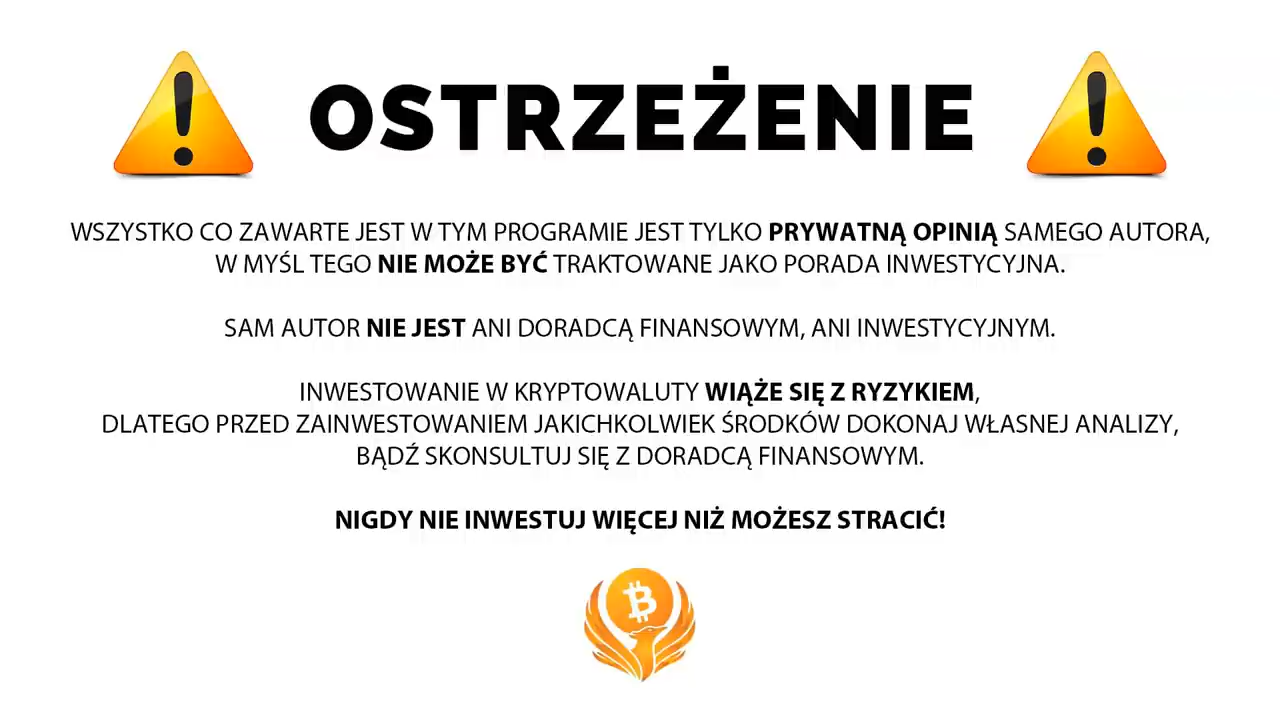 OSTRZEŻENIE
WSZYSTKO CO ZAWARTE JEST W TYM PROGRAMIE JEST TYLKO PRYWATNĄ OPINIĄ SAMEGO AUTORA,
W MYŚL TEGO NIE MOŻE BYĆ TRAKTOWANE JAKO PORADA INWESTYCYJNA.
SAM AUTOR NIE JEST ANI DORADCĄ FINANSOWYM, ANI INWESTYCYJNYM.
INWESTOWANIE W KRYPTOWALUTY WIĄŻE SIĘ Z RYZYKIEM,
DLATEGO PRZED ZAINWESTOWANIEM JAKICHKOLWIEK ŚRODKÓW DOKONAJ WŁASNEJ ANALIZY,
BĄDŹ SKONSULTUJ SIĘ Z DORADCĄ FINANSOWYM.
NIGDY NIE INWESTUJ WIĘCEJ NIŻ MOŻESZ STRACIĆ!